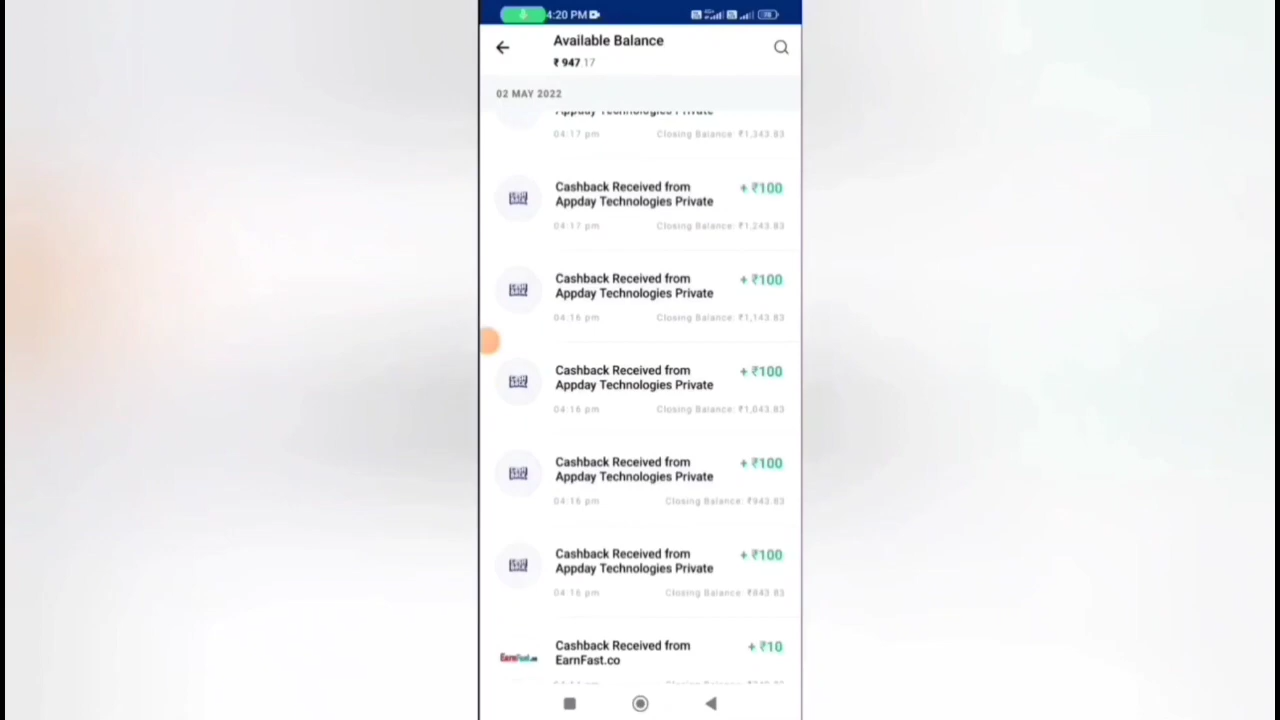 4:20 PM
Available Balance
₹ 947.17
02 MAY 2022
Appday Technologies Private
04:17 pm Closing Balance: ₹1,343.83
Cashback Received from + ₹100
Appday Technologies Private
04:17 pm Closing Balance: ₹1,243.83
Cashback Received from + ₹100
Appday Technologies Private
04:16 pm Closing Balance: ₹1,143.83
Cashback Received from + ₹100
Appday Technologies Private
04:16 pm Closing Balance: ₹1,043.83
Cashback Received from + ₹100
Appday Technologies Private
04:16 pm Closing Balance: ₹943.83
Cashback Received from + ₹100
Appday Technologies Private
04:16 pm Closing Balance: ₹843.83
EarnFast.co
Cashback Received from + ₹10
EarnFast.co